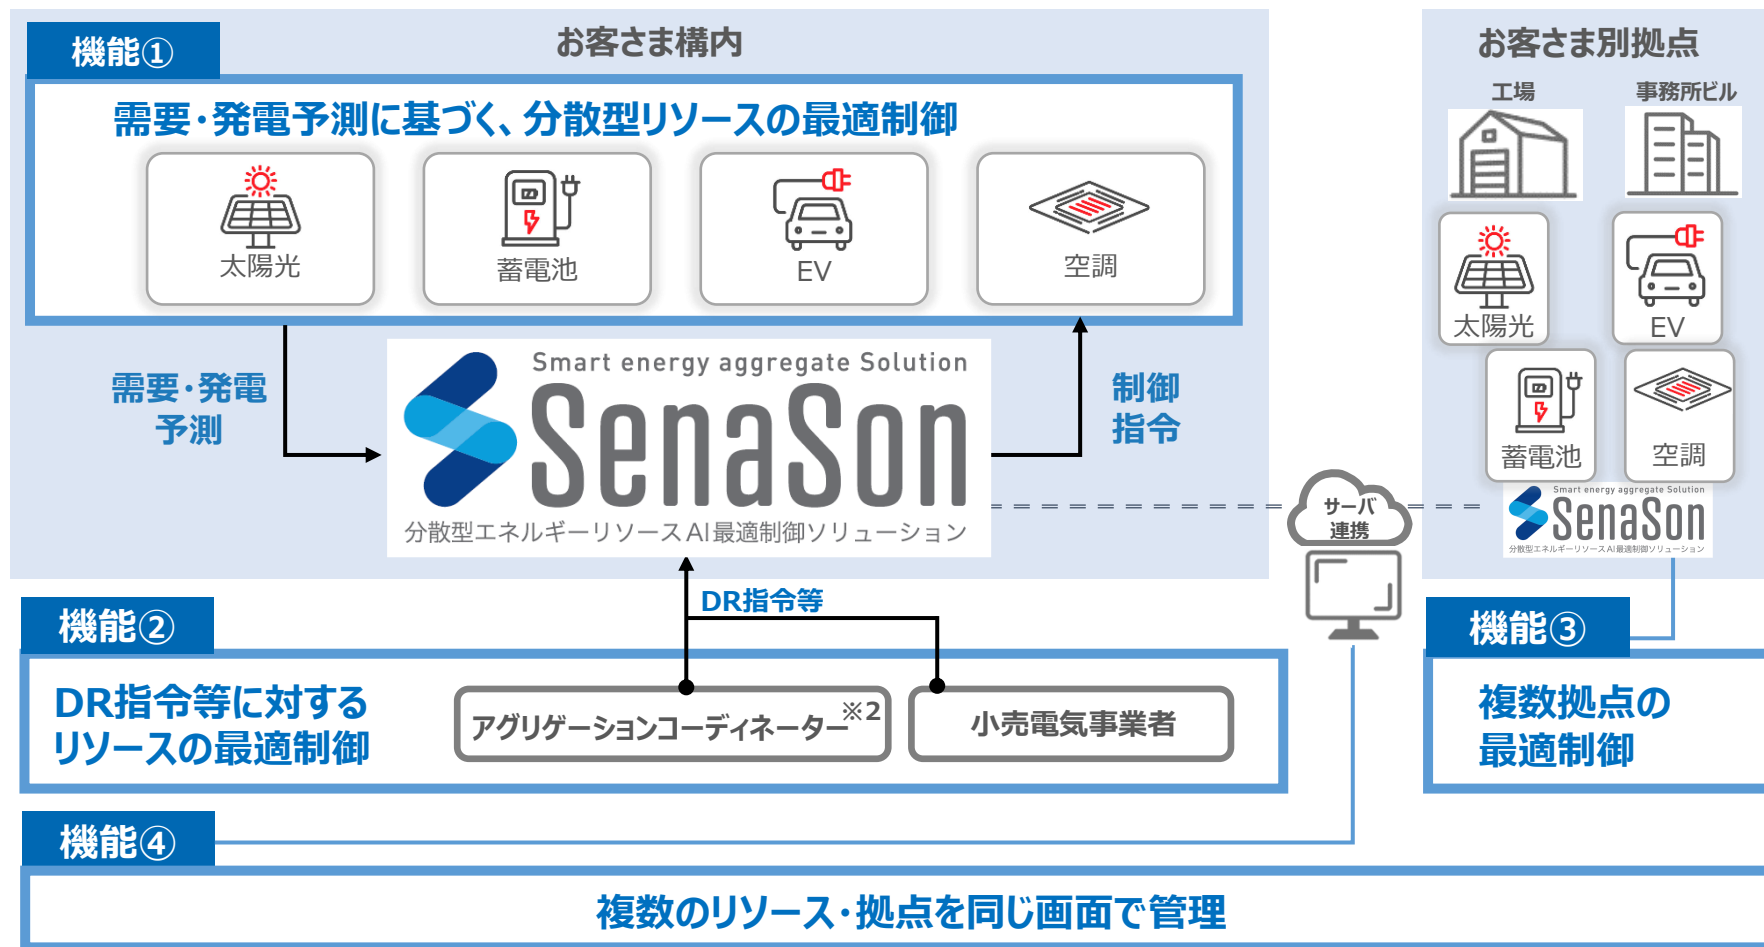 お客さま構内
機能①
需要・発電予測に基づく、分散型リソースの最適制御
太陽光
蓄電池
EV
空調
需要・発電
予測
Smart energy aggregate Solution
SenaSon
分散型エネルギーリソースAI最適制御ソリューション
制御
指令
お客さま別拠点
工場
事務所ビル
太陽光
EV
蓄電池
空調
Smart energy aggregate Solution
SenaSon
分散型エネルギーリソースAI最適制御ソリューション
サーバ
連携
DR指令等
機能②
DR指令等に対する
リソースの最適制御
アグリゲーションコーディネーター※2
小売電気事業者
機能③
複数拠点の
最適制御
機能④
複数のリソース・拠点を同じ画面で管理